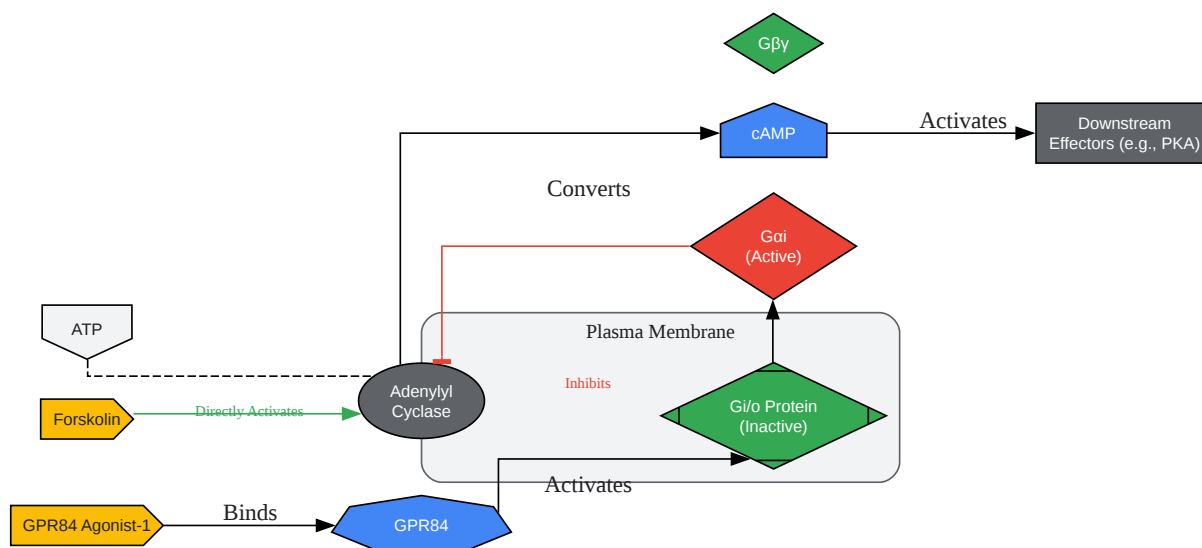 Gβγ
cAMP
Activates
Downstream
Effectors (e.g., PKA)
Converts
Gαi
(Active)
ATP
Plasma Membrane
Adenylyl
Cyclase
Inhibits
Forskolin
Directly Activates
Gi/o Protein
(Inactive)
Activates
GPR84 Agonist-1
Binds
GPR84